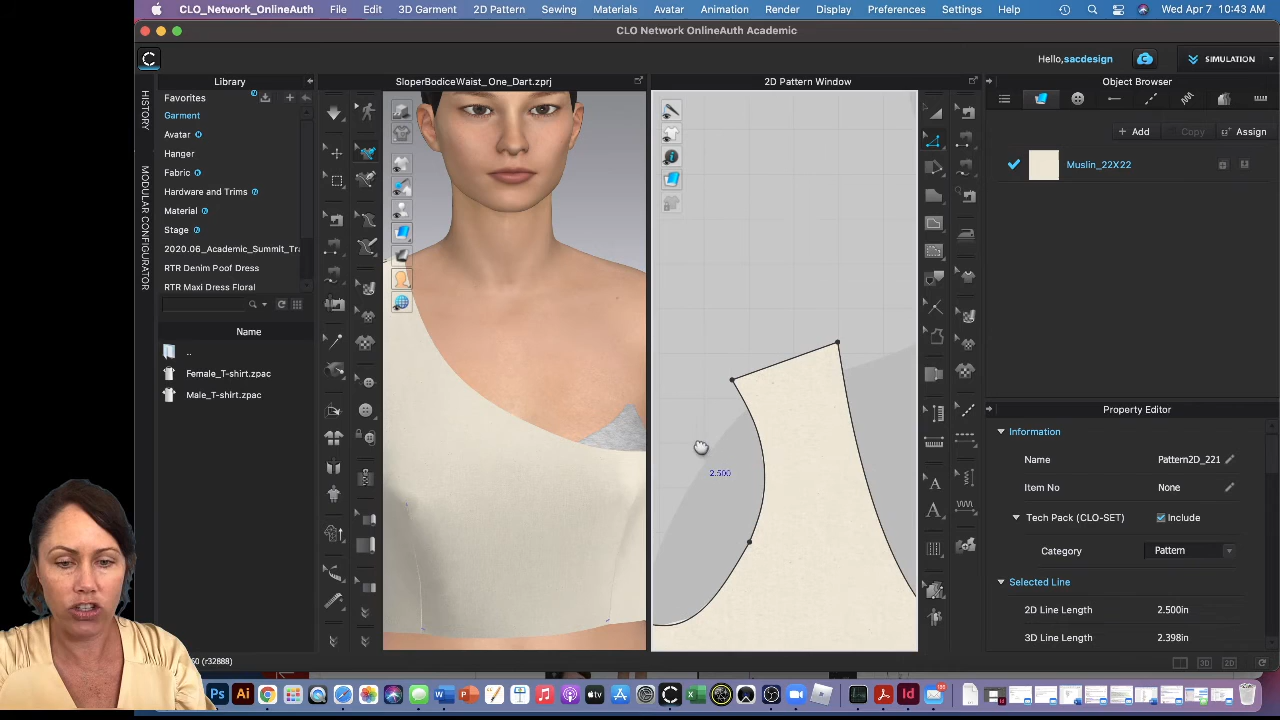 CLO_Network_OnlineAuth File Edit 3D Garment 2D Pattern Sewing Materials Avatar Animation Render Display Preferences Settings Help Wed Apr 7 10:43 AM
CLO Network OnlineAuth Academic
Hello, sacdesign SIMULATION
HISTORY
MODULAR CONFIGURATOR
Library
Favorites
Garment
Avatar
Hanger
Fabric
Hardware and Trims
Material
Stage
2020.06_Academic_Summit_Tra
RTR Denim Poof Dress
RTR Maxi Dress Floral
Name
..
Female_T-shirt.zpac
Male_T-shirt.zpac
SloperBodiceWaist_One_Dart.zprj
2D Pattern Window
2.500
Object Browser
+ Add Copy Assign
Muslin_22X22
Property Editor
Information
Name Pattern2D_221
Item No None
Tech Pack (CLO-SET) Include
Category Pattern
Selected Line
2D Line Length 2.500in
3D Line Length 2.398in
(r32888)
3D 2D